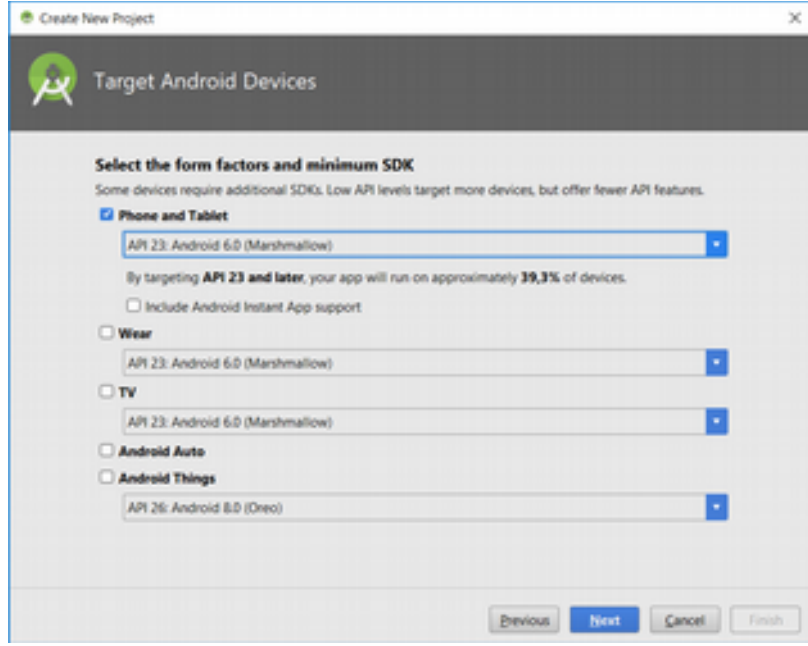 Create New Project
Target Android Devices
Select the form factors and minimum SDK
Some devices require additional SDKs. Low API levels target more devices, but offer fewer API features.
Phone and Tablet
API 23: Android 6.0 (Marshmallow)
By targeting API 23 and later, your app will run on approximately 39,3% of devices.
Include Android Instant App support
Wear
API 23: Android 6.0 (Marshmallow)
TV
API 23: Android 6.0 (Marshmallow)
Android Auto
Android Things
API 26: Android 8.0 (Oreo)
Previous Next Cancel Finish